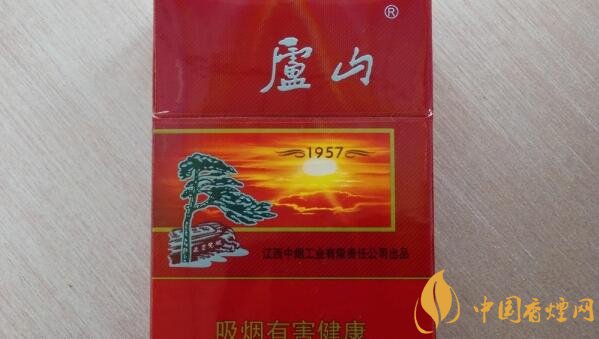 廬山®
1957
江西中烟工业有限责任公司出品
吸烟有害健康
中国香烟网